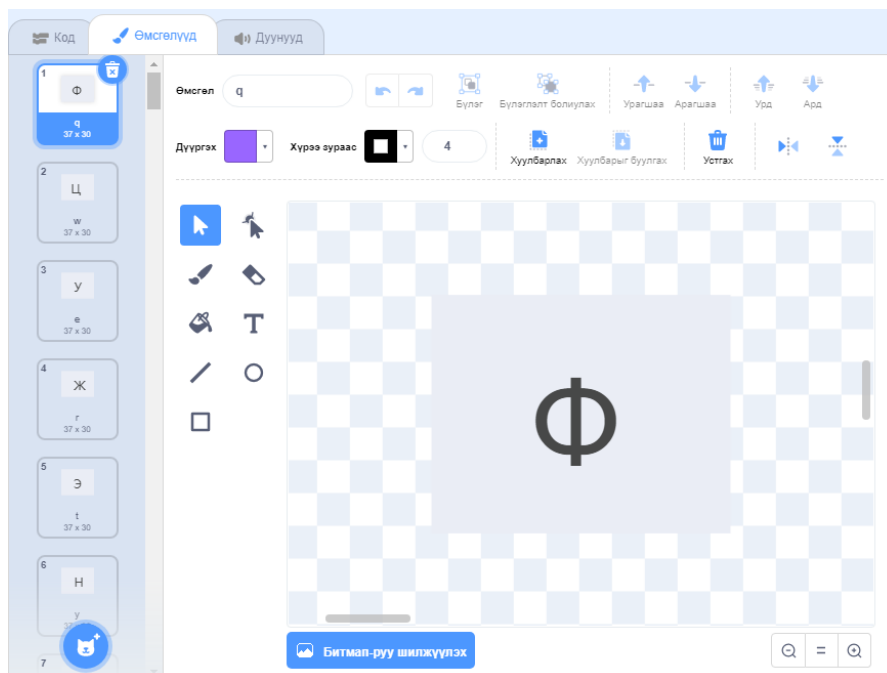 Код
Өмсгөлүүд
Дуунууд
1
Ф
q
37 x 30
2
Ц
w
37 x 30
3
У
e
37 x 30
4
Ж
r
37 x 30
5
Э
t
37 x 30
6
Н
y
7
Өмсгөл
q
Бүлэг
Бүлэглэлт болиулах
Урагшаа
Арагшаа
Урд
Ард
Дүүргэх
Хүрээ зураас
4
Хуулбарлах
Хуулбарыг буулгах
Устгах
Ф
Битмап-руу шилжүүлэх